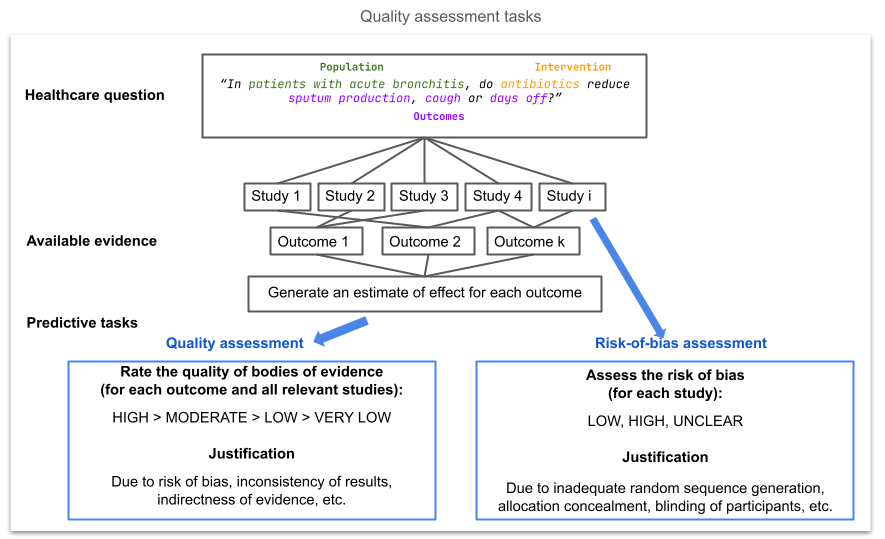 Quality assessment tasks
Population Intervention
Healthcare question
“In patients with acute bronchitis, do antibiotics reduce
sputum production, cough or days off?”
Outcomes
Study 1 Study 2 Study 3 Study 4 Study i
Available evidence
Outcome 1 Outcome 2 Outcome k
Generate an estimate of effect for each outcome
Predictive tasks
Quality assessment
Rate the quality of bodies of evidence
(for each outcome and all relevant studies):
HIGH > MODERATE > LOW > VERY LOW
Justification
Due to risk of bias, inconsistency of results,
indirectness of evidence, etc.
Risk-of-bias assessment
Assess the risk of bias
(for each study):
LOW, HIGH, UNCLEAR
Justification
Due to inadequate random sequence generation,
allocation concealment, blinding of participants, etc.